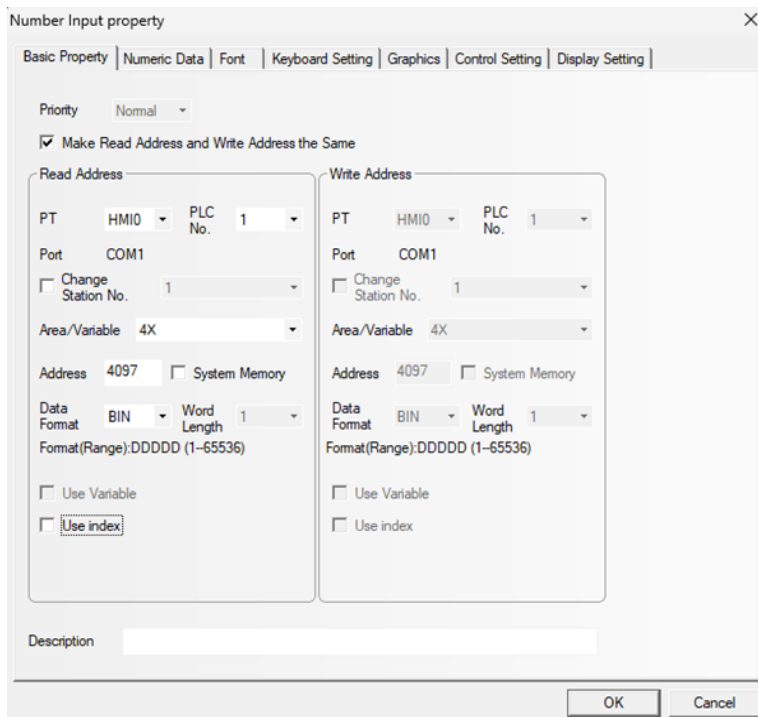 Number Input property
Basic Property Numeric Data Font Keyboard Setting Graphics Control Setting Display Setting
Priority Normal
Make Read Address and Write Address the Same
Read Address
PT HMI0 PLC No. 1
Port COM1
Change Station No. 1
Area/Variable 4X
Address 4097 System Memory
Data Format BIN Word Length 1
Format(Range):DDDDD (1--65536)
Use Variable
Use index
Write Address
PT HMI0 PLC No. 1
Port COM1
Change Station No. 1
Area/Variable 4X
Address 4097 System Memory
Data Format BIN Word Length 1
Format(Range):DDDDD (1--65536)
Use Variable
Use index
Description
OK Cancel